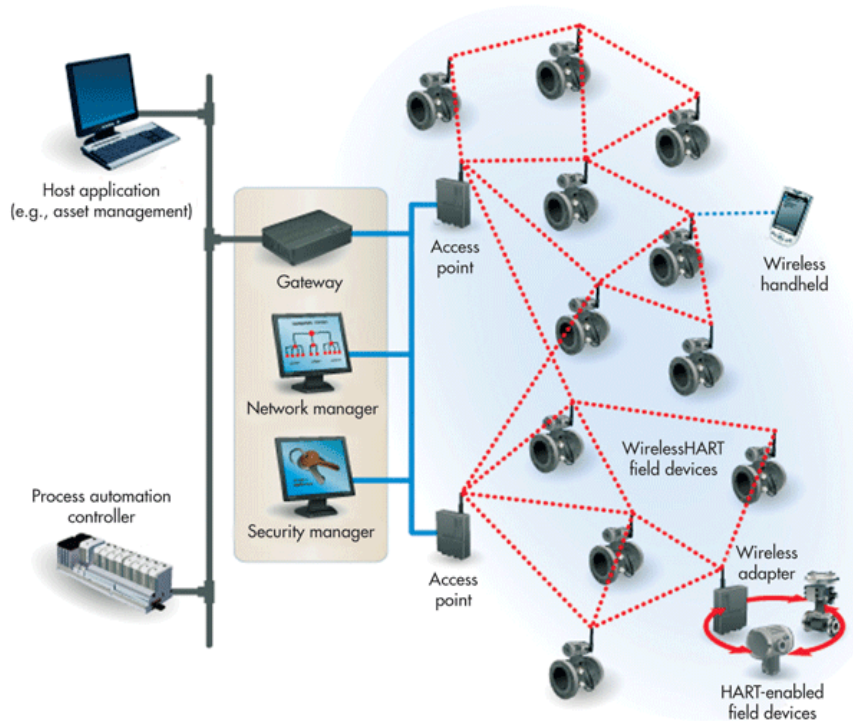 Host application
(e.g., asset management)
Gateway
Network manager
Security manager
Process automation
controller
Access
point
Wireless
handheld
WirelessHART
field devices
Access
point
Wireless
adapter
HART-enabled
field devices